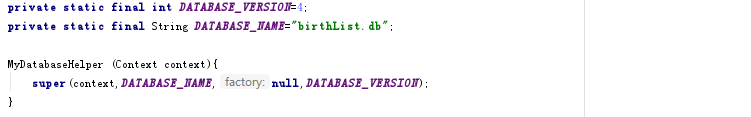 private static final int DATABASE_VERSION=4;
private static final String DATABASE_NAME="birthList.db";
MyDatabaseHelper (Context context){
super(context,DATABASE_NAME, factory: null,DATABASE_VERSION);
}